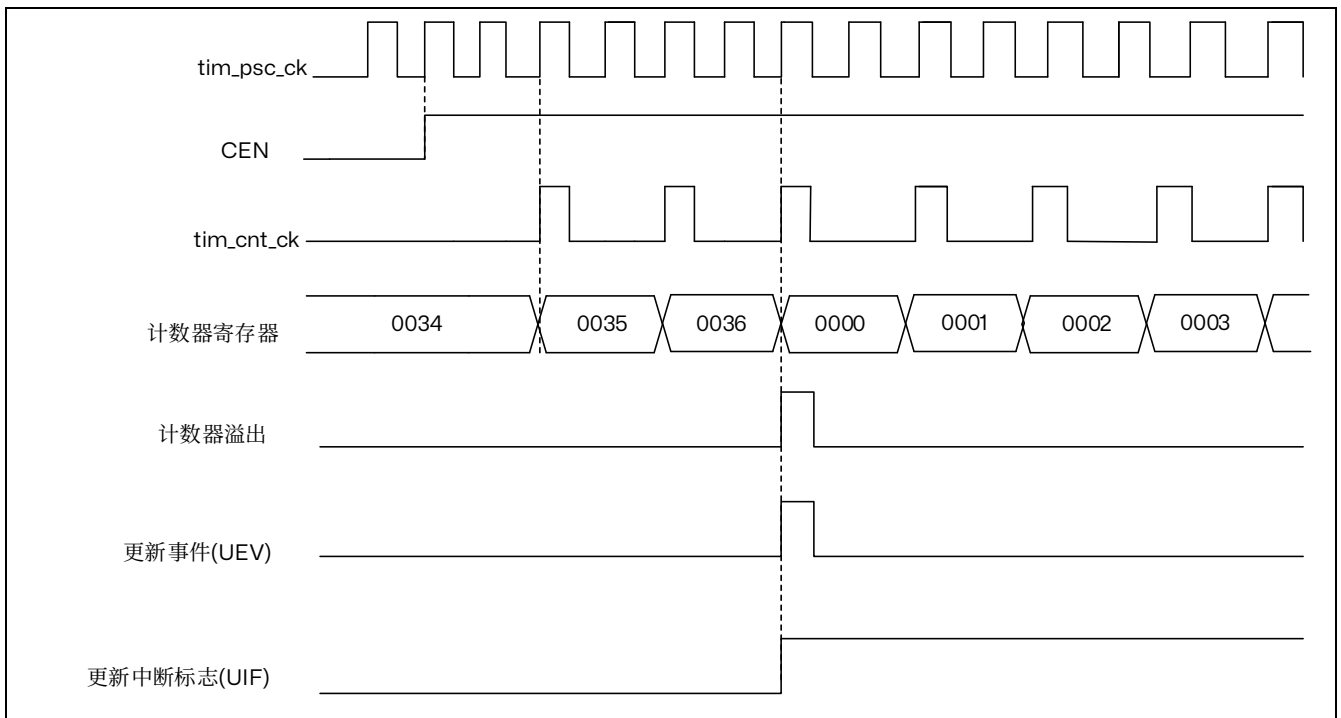 tim_psc_ck
CEN
tim_cnt_ck
计数器寄存器 0034 0035 0036 0000 0001 0002 0003
计数器溢出
更新事件(UEV)
更新中断标志(UIF)